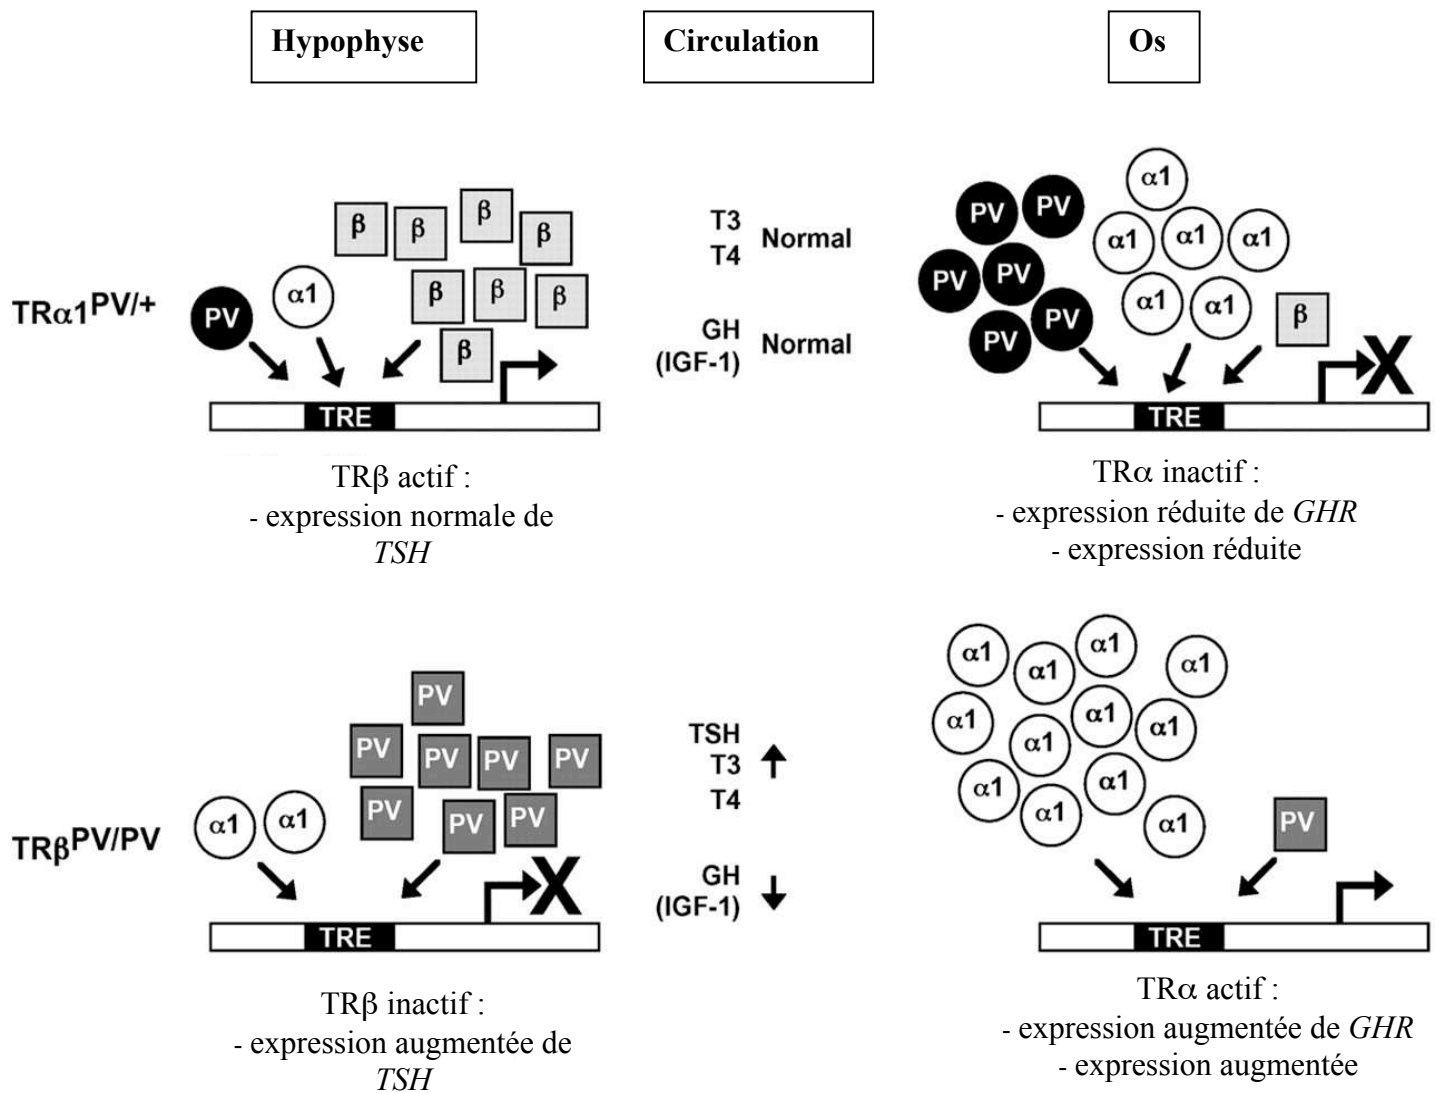 Hypophyse
Circulation
Os
TRα1PV/+
PV
α1
β
β
β
β
β
β
β
β
TRE
TRβ actif :
- expression normale de
TSH
T3
T4
Normal
GH
(IGF-1)
Normal
PV
PV
PV
PV
PV
PV
α1
α1
α1
α1
α1
α1
β
X
TRE
TRα inactif :
- expression réduite de GHR
- expression réduite
TRβPV/PV
α1
α1
PV
PV
PV
PV
PV
PV
PV
PV
X
TRE
TRβ inactif :
- expression augmentée de
TSH
TSH
T3
T4
GH
(IGF-1)
α1
α1
α1
α1
α1
α1
α1
α1
α1
α1
α1
α1
PV
TRE
TRα actif :
- expression augmentée de GHR
- expression augmentée